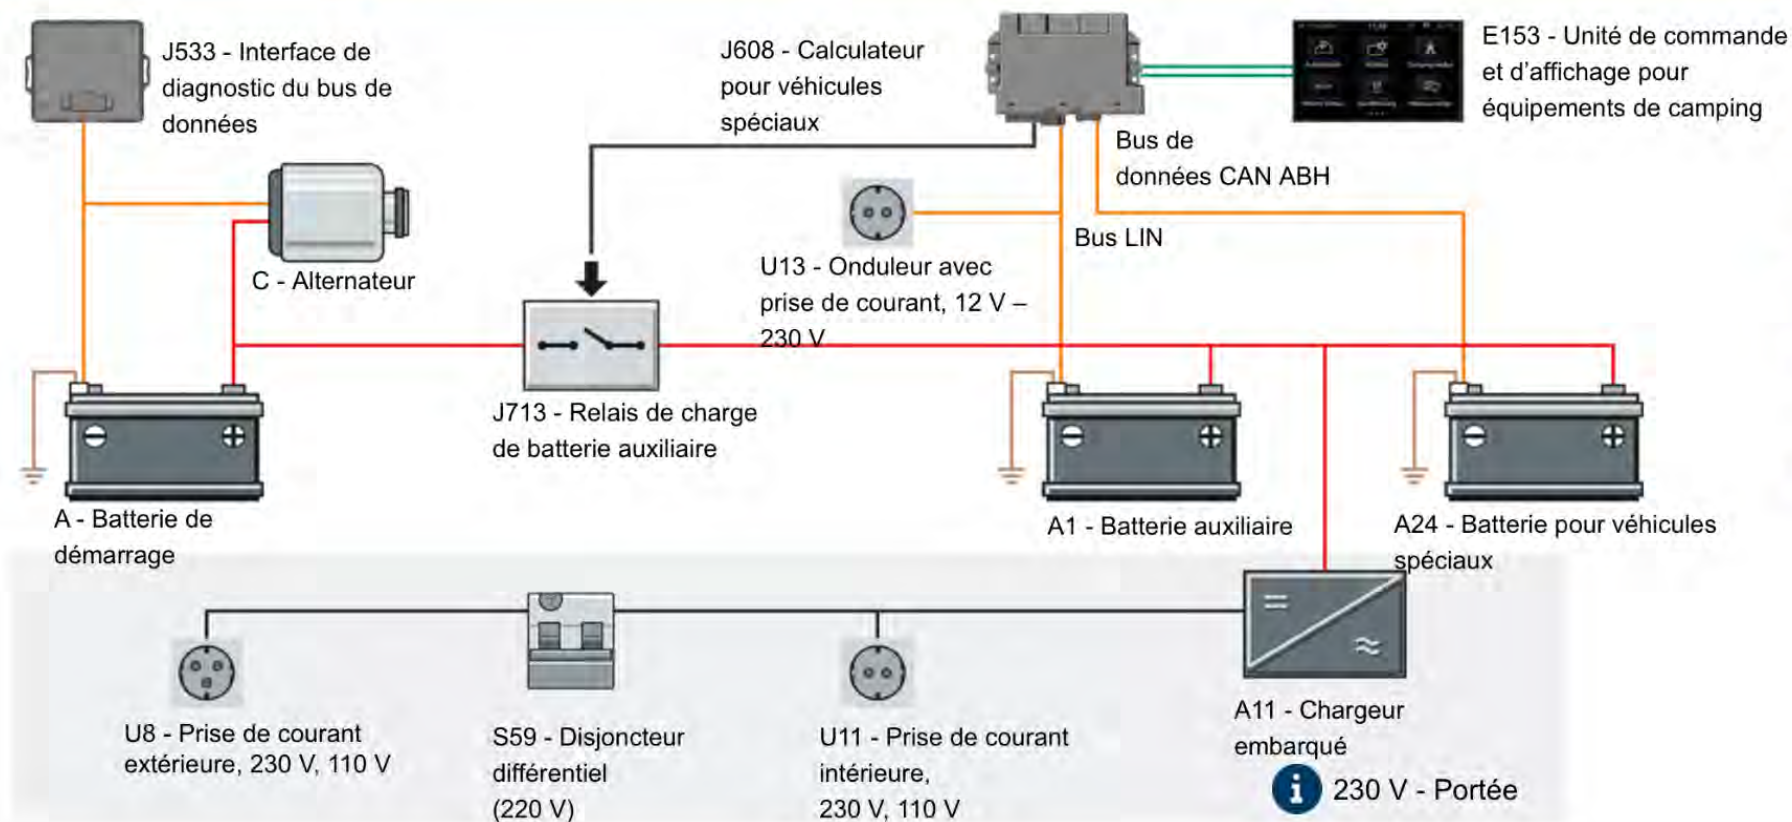 J533 - Interface de
diagnostic du bus de
données
J608 - Calculateur
pour véhicules
spéciaux
E153 - Unité de commande
et d’affichage pour
équipements de camping
Bus de
données CAN ABH
Bus LIN
C - Alternateur
U13 - Onduleur avec
prise de courant, 12 V –
230 V
J713 - Relais de charge
de batterie auxiliaire
A - Batterie de
démarrage
A1 - Batterie auxiliaire
A24 - Batterie pour véhicules
spéciaux
U8 - Prise de courant
extérieure, 230 V, 110 V
S59 - Disjoncteur
différentiel
(220 V)
U11 - Prise de courant
intérieure,
230 V, 110 V
A11 - Chargeur
embarqué
i 230 V - Portée